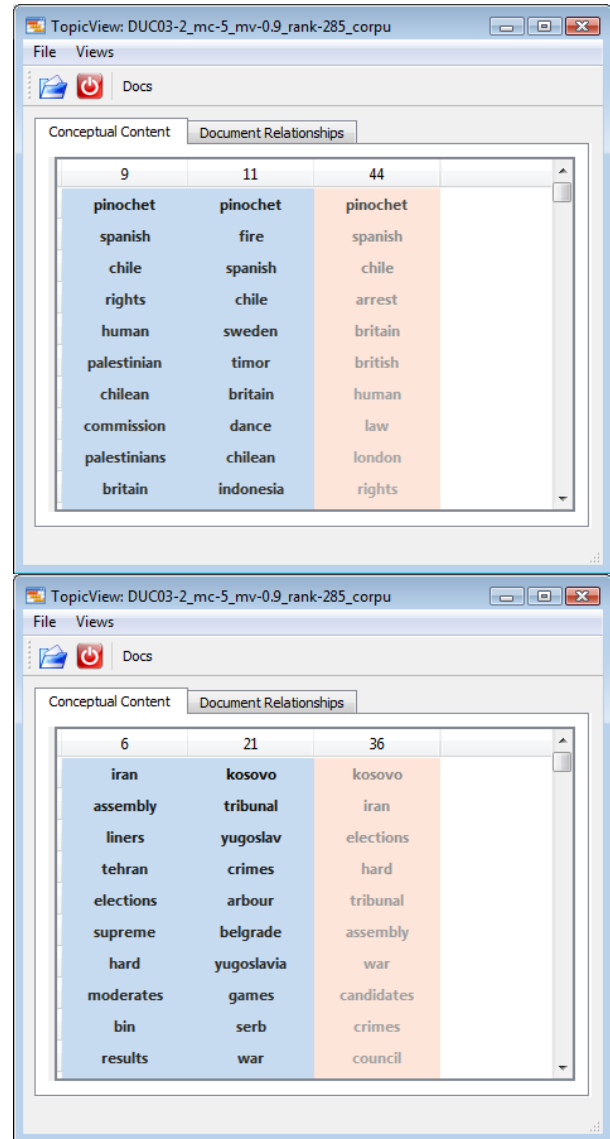 TopicView: DUC03-2_mc-5_mv-0.9_rank-285_corpu
File Views
Docs
Conceptual Content Document Relationships
9 11 44
pinochet pinochet pinochet
spanish fire spanish
chile spanish chile
rights chile arrest
human sweden britain
palestinian timor british
chilean britain human
commission dance law
palestinians chilean london
britain indonesia rights
TopicView: DUC03-2_mc-5_mv-0.9_rank-285_corpu
File Views
Docs
Conceptual Content Document Relationships
6 21 36
iran kosovo kosovo
assembly tribunal iran
liners yugoslav elections
tehran crimes hard
elections arbour tribunal
supreme belgrade assembly
hard yugoslavia war
moderates games candidates
bin serb crimes
results war council